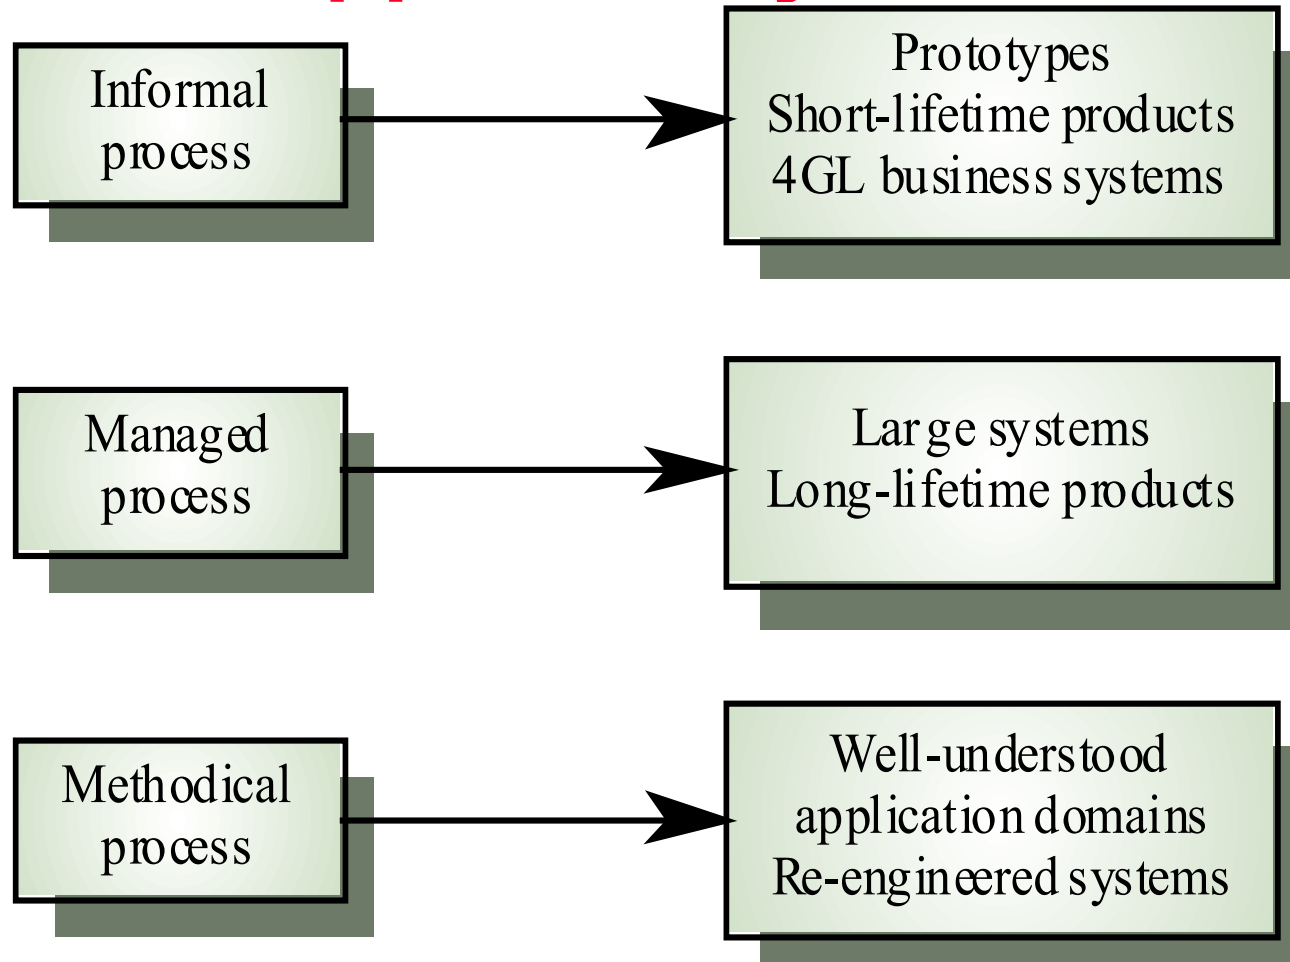 Informal
process
Prototypes
Short-lifetime products
4GL business systems
Managed
process
Large systems
Long-lifetime products
Methodical
process
Well-understood
application domains
Re-engineered systems